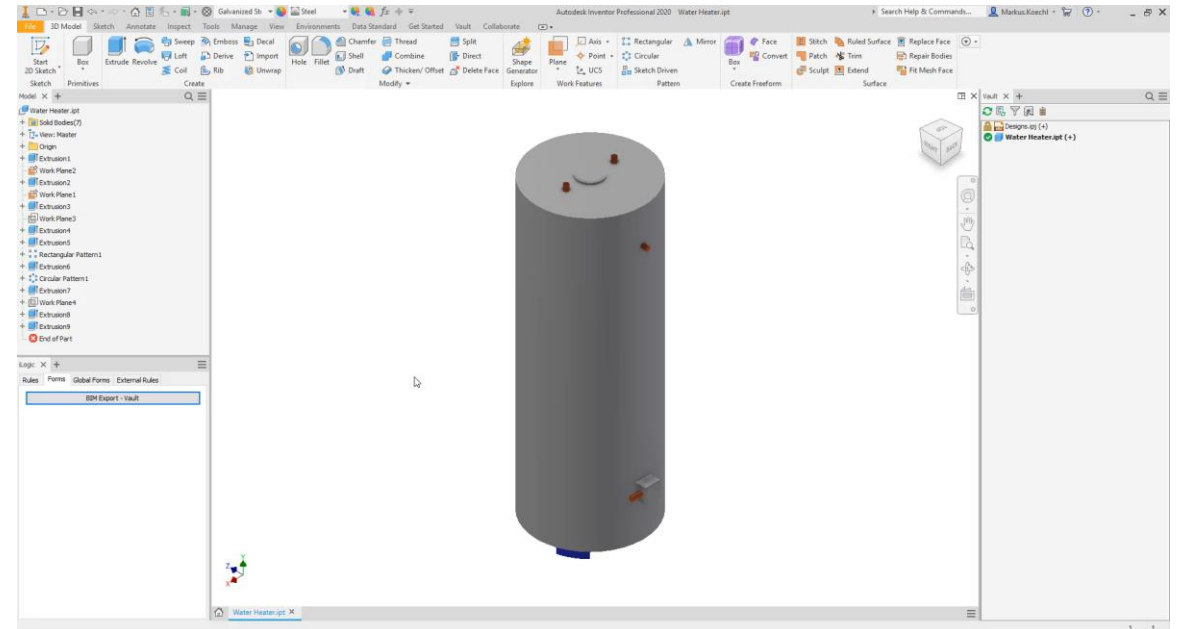 Galvanized St Steel Autodesk Inventor Professional 2020 Water Heater.ipt Search Help & Commands... Markus.Koechl
File 3D Model Sketch Annotate Inspect Tools Manage View Environments Data Standard Get Started Vault Collaborate
Sweep Emboss Decal Chamfer Thread Split Axis Rectangular Mirror Face Stitch Ruled Surface Replace Face
Start 2D Sketch Box Extrude Revolve Loft Derive Import Hole Fillet Shell Combine Direct Shape Generator Plane Point Circular Box Convert Patch Trim Repair Bodies
Coil Rib Unwrap Draft Thicken/ Offset Delete Face UCS Sketch Driven Sculpt Extend Fit Mesh Face
Sketch Primitives Create Modify Explore Work Features Pattern Create Freeform Surface
Model
Water Heater.ipt
Solid Bodies(7)
View: Master
Origin
Extrusion1
Work Plane2
Extrusion2
Work Plane1
Extrusion3
Work Plane3
Extrusion4
Extrusion5
Rectangular Pattern1
Extrusion6
Circular Pattern1
Extrusion7
Work Plane4
Extrusion8
Extrusion9
End of Part
iLogic
Rules Forms Global Forms External Rules
BIM Export - Vault
Vault
Designs.ipj (+)
Water Heater.ipt (+)
Water Heater.ipt
Z Y X
1 1